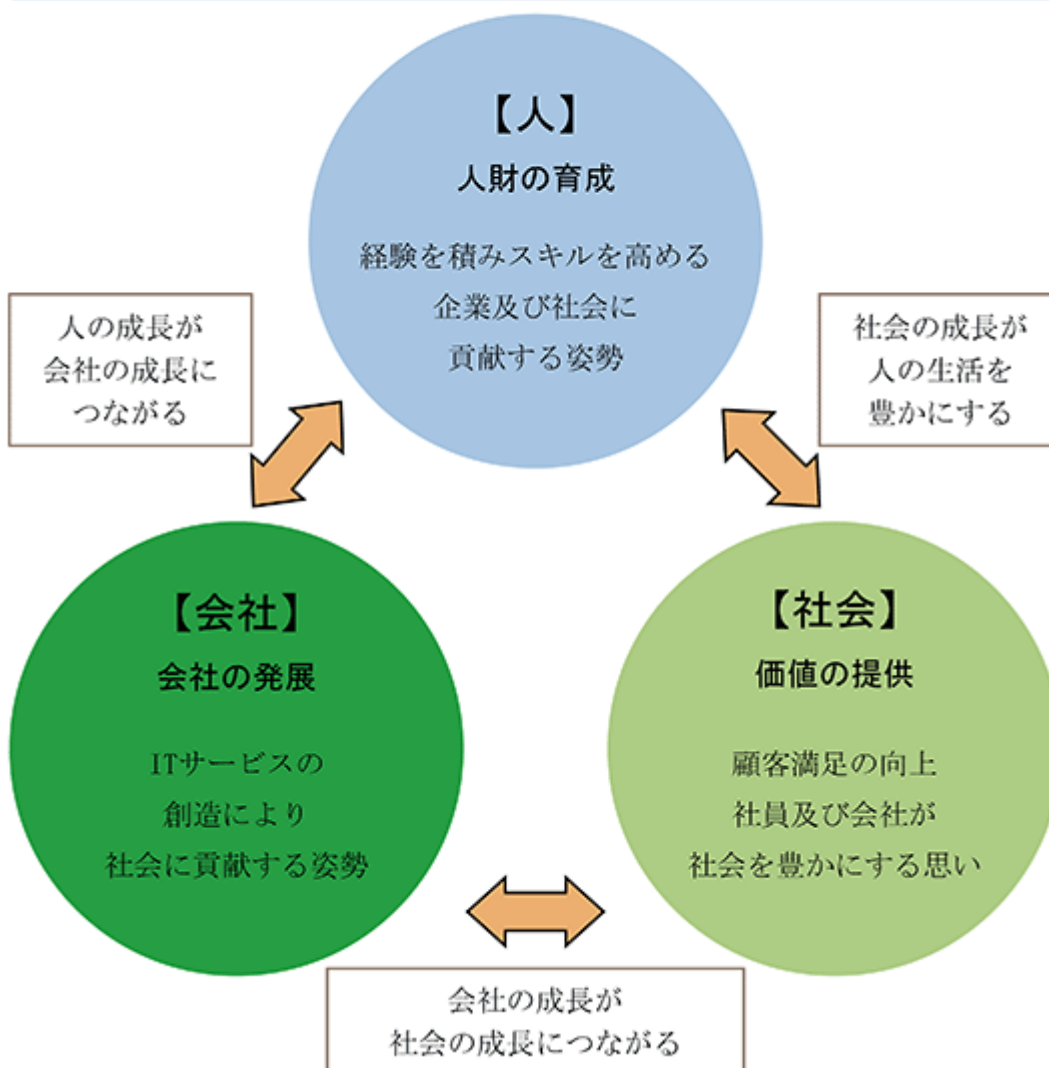 【人】
人財の育成
経験を積みスキルを高める
企業及び社会に
貢献する姿勢
人の成長が
会社の成長に
つながる
社会の成長が
人の生活を
豊かにする
【会社】
会社の発展
ITサービスの
創造により
社会に貢献する姿勢
【社会】
価値の提供
顧客満足の向上
社員及び会社が
社会を豊かにする思い
会社の成長が
社会の成長につながる